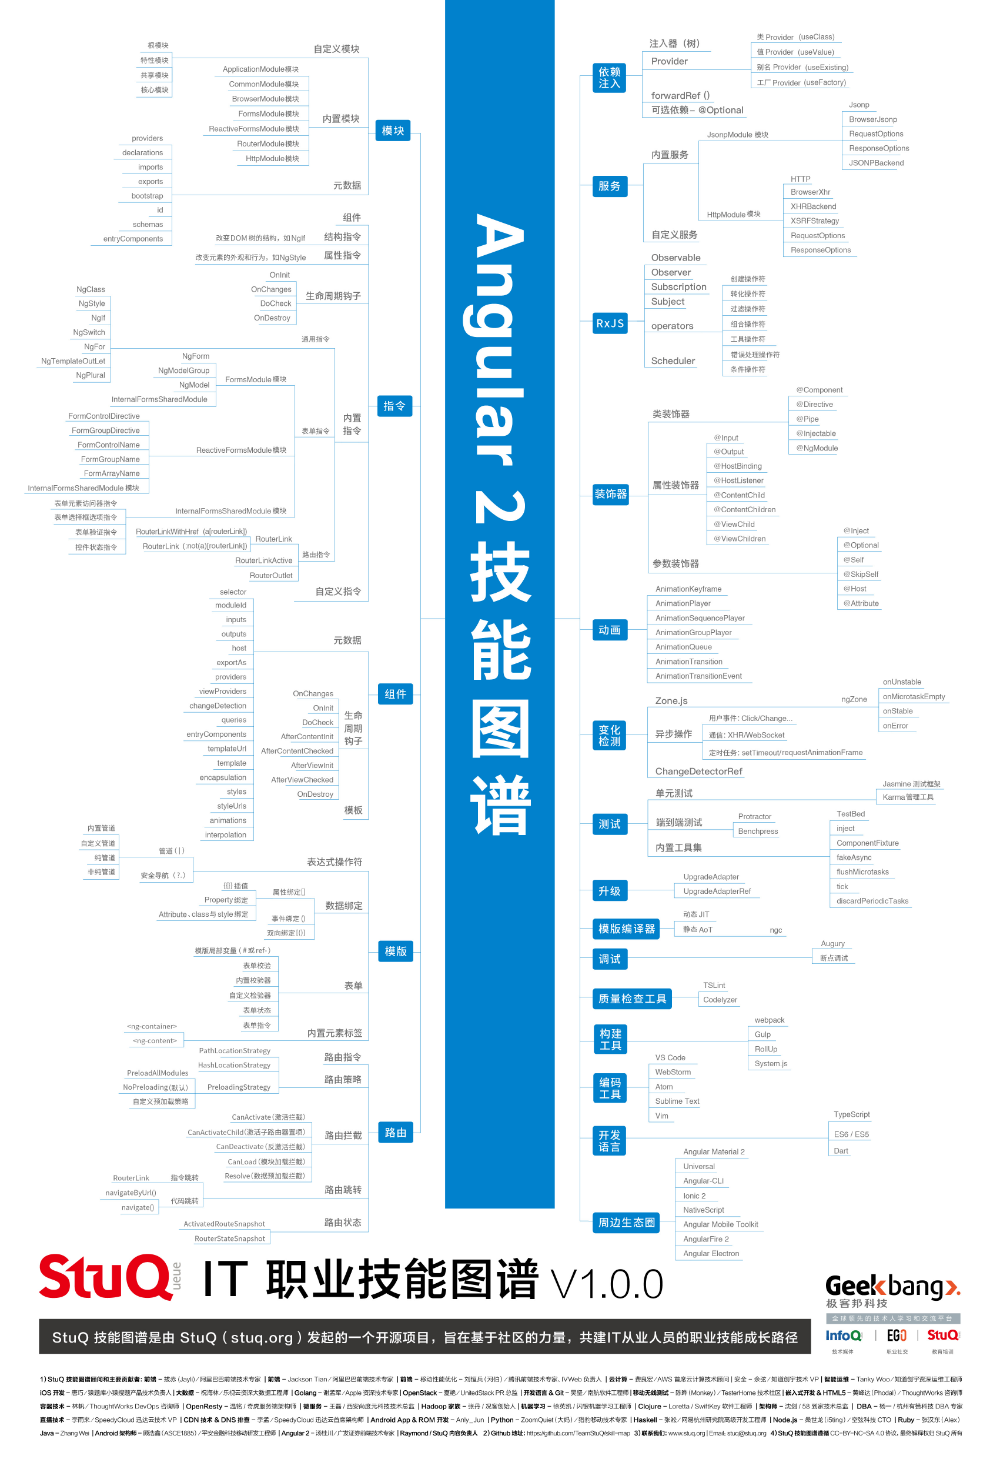 Angular 2技能图谱
模块
自定义模块
根模块
特性模块
共享模块
核心模块
内置模块
ApplicationModule模块
CommonModule模块
BrowserModule模块
FormsModule模块
ReactiveFormsModule模块
RouterModule模块
HttpModule模块
元数据
providers
declarations
imports
exports
bootstrap
id
schemas
entryComponents
指令
组件
结构指令
改变DOM树的结构，如NgIf
属性指令
改变元素的外观和行为，如NgStyle
生命周期钩子
OnInit
OnChanges
DoCheck
OnDestroy
内置
指令
通用指令
NgClass
NgStyle
NgIf
NgSwitch
NgFor
NgTemplateOutLet
NgPlural
表单指令
FormsModule 模块
NgForm
NgModelGroup
NgModel
InternalFormsSharedModule
ReactiveFormsModule 模块
FormControlDirective
FormGroupDirective
FormControlName
FormGroupName
FormArrayName
InternalFormsSharedModule 模块
InternalFormsSharedModule 模块
表单元素访问器指令
表单选择框选项指令
表单验证指令
控件状态指令
路由指令
RouterLink
RouterLinkWithHref (a[routerLink])
RouterLink (:not(a)[routerLink])
RouterLinkActive
RouterOutlet
自定义指令
组件
元数据
selector
moduleId
inputs
outputs
host
exportAs
providers
viewProviders
changeDetection
queries
entryComponents
templateUrl
template
encapsulation
styles
styleUrls
animations
interpolation
生命
周期
钩子
OnChanges
OnInit
DoCheck
AfterContentInit
AfterContentChecked
AfterViewInit
AfterViewChecked
OnDestroy
模板
模版
表达式操作符
管道 ( | )
内置管道
自定义管道
纯管道
非纯管道
安全导航（?.）
数据绑定
属性绑定[]
{{}} 插值
Property绑定
Attribute、class与style绑定
事件绑定 ()
双向绑定[()]
表单
模版局部变量（#或ref-）
表单校验
内置校验器
自定义检验器
表单状态
表单指令
内置元素标签
<ng-container>
<ng-content>
路由
路由指令
路由策略
PathLocationStrategy
HashLocationStrategy
PreloadingStrategy
PreloadAllModules
NoPreloading(默认)
自定义预加载策略
路由拦截
CanActivate(激活拦截)
CanActivateChild(激活子路由器置项)
CanDeactivate(反激活拦截)
CanLoad(模块加载拦截)
Resolve(数据预加载拦截)
路由跳转
指令跳转
RouterLink
代码跳转
navigateByUrl()
navigate()
路由状态
ActivatedRouteSnapshot
RouterStateSnapshot
依赖
注入
注入器（树）
Provider
类 Provider (useClass)
值 Provider (useValue)
别名 Provider (useExisting)
工厂 Provider (useFactory)
forwardRef ()
可选依赖 – @Optional
服务
内置服务
JsonpModule 模块
Jsonp
BrowserJsonp
RequestOptions
ResponseOptions
JSONPBackend
HttpModule 模块
HTTP
BrowserXhr
XHRBackend
XSRFStrategy
RequestOptions
ResponseOptions
自定义服务
RxJS
Observable
Observer
Subscription
Subject
operators
创建操作符
转化操作符
过滤操作符
组合操作符
工具操作符
错误处理操作符
条件操作符
Scheduler
装饰器
类装饰器
@Component
@Directive
@Pipe
@Injectable
@NgModule
属性装饰器
@Input
@Output
@HostBinding
@HostListener
@ContentChild
@ContentChildren
@ViewChild
@ViewChildren
参数装饰器
@Inject
@Optional
@Self
@SkipSelf
@Host
@Attribute
动画
AnimationKeyframe
AnimationPlayer
AnimationSequencePlayer
AnimationGroupPlayer
AnimationQueue
AnimationTransition
AnimationTransitionEvent
变化
检测
Zone.js
ngZone
onUnstable
onMicrotaskEmpty
onStable
onError
异步操作
用户事件: Click/Change...
通信: XHR/WebSocket
定时任务: setTimeout/requestAnimationFrame
ChangeDetectorRef
测试
单元测试
Jasmine 测试框架
Karma管理工具
端到端测试
Protractor
Benchpress
内置工具集
TestBed
inject
ComponentFixture
fakeAsync
flushMicrotasks
tick
discardPeriodicTasks
升级
UpgradeAdapter
UpgradeAdapterRef
模版编译器
动态 JIT
静态 AoT
ngc
调试
Augury
断点调试
质量检查工具
TSLint
Codelyzer
构建
工具
webpack
Gulp
RollUp
System.js
编码
工具
VS Code
WebStorm
Atom
Sublime Text
Vim
开发
语言
TypeScript
ES6 / ES5
Dart
周边生态圈
Angular Material 2
Universal
Angular-CLI
Ionic 2
NativeScript
Angular Mobile Toolkit
AngularFire 2
Angular Electron
StuQ ueue IT 职业技能图谱 V1.0.0
StuQ 技能图谱是由 StuQ（stuq.org）发起的一个开源项目，旨在基于社区的力量，共建IT从业人员的职业技能成长路径
Geekbang>.
极客邦科技
全球领先的技术人学习和交流平台
InfoQ | EGO | StuQ
技术媒体 职业社交 教育培训